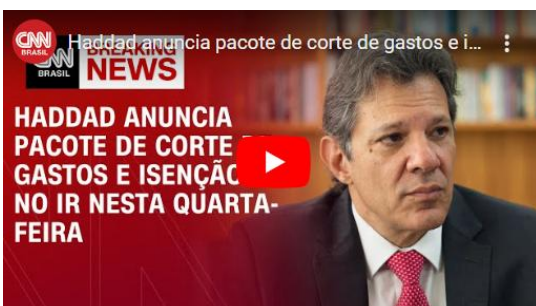 CNN
BRASIL
Haddad anuncia pacote de corte de gastos e i...
CNN
BRASIL
BREAKING
NEWS
HADDAD ANUNCIA
PACOTE DE CORTE
GASTOS E ISENÇÃO
NO IR NESTA QUARTA-
FEIRA